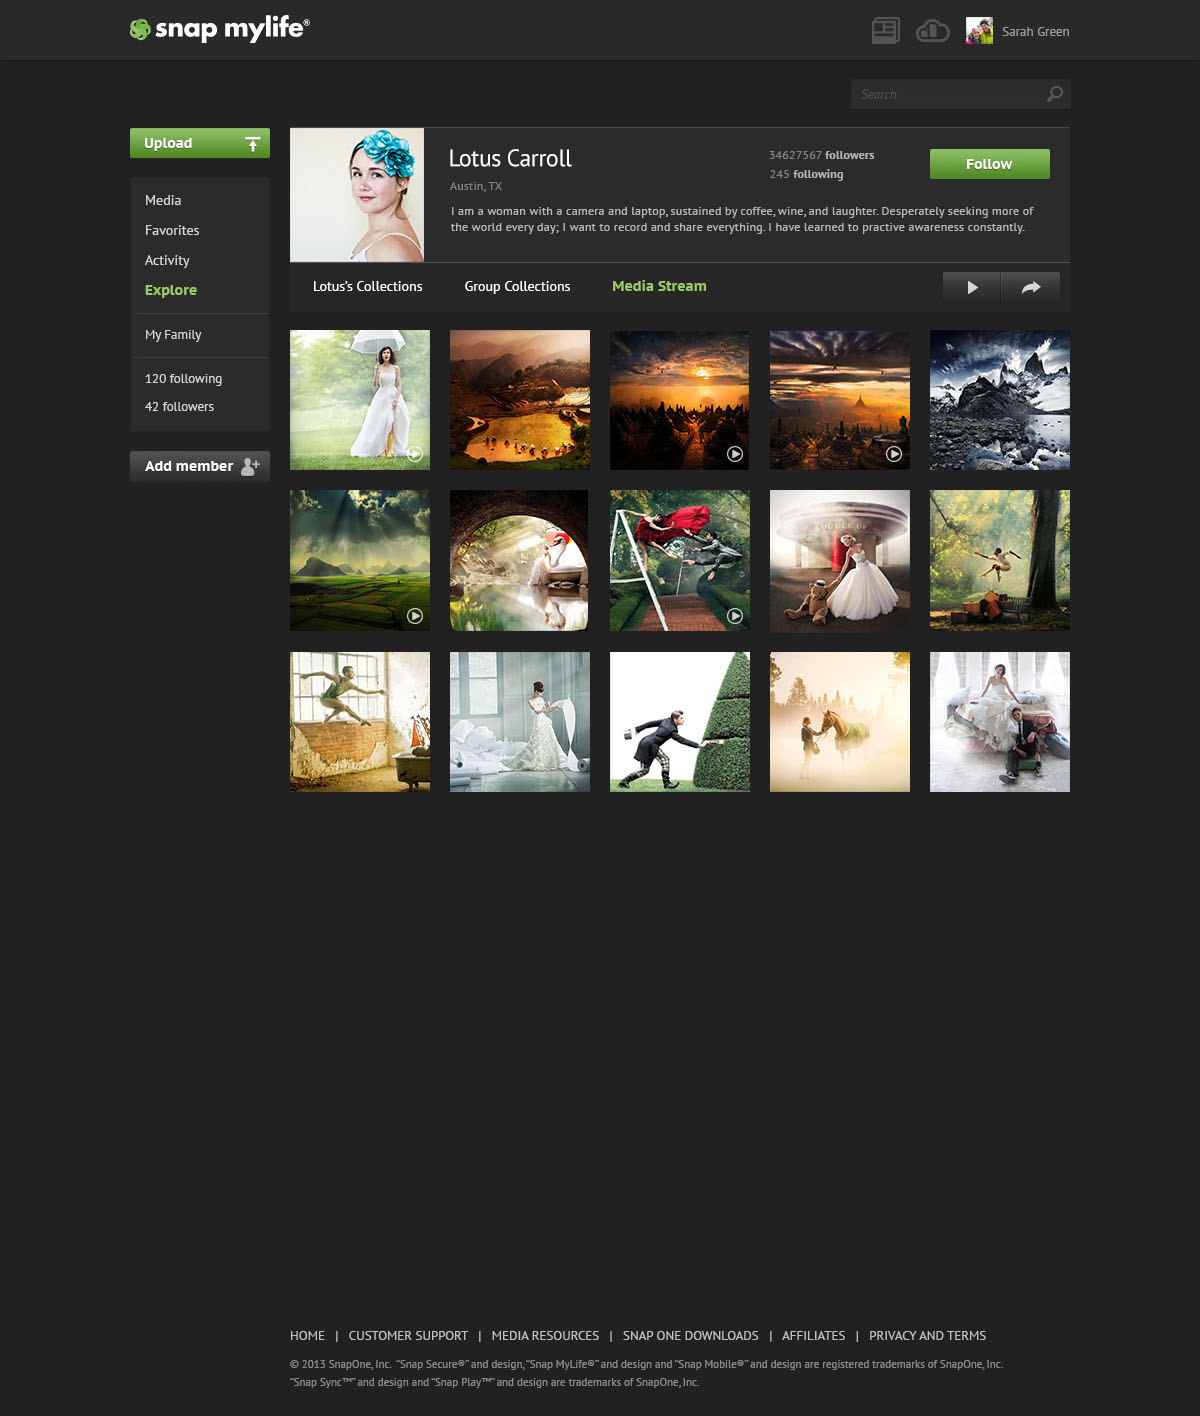 snap mylife®
Sarah Green
Search
Upload
Media
Favorites
Activity
Explore
My Family
120 following
42 followers
Add member
Lotus Carroll
Austin, TX
34627567 followers
245 following
Follow
I am a woman with a camera and laptop, sustained by coffee, wine, and laughter. Desperately seeking more of
the world every day; I want to record and share everything. I have learned to practive awareness constantly.
Lotus's Collections
Group Collections
Media Stream
HOME | CUSTOMER SUPPORT | MEDIA RESOURCES | SNAP ONE DOWNLOADS | AFFILIATES | PRIVACY AND TERMS
© 2013 SnapOne, Inc. "Snap Secure®" and design, "Snap MyLife®" and design and "Snap Mobile®" and design are registered trademarks of SnapOne, Inc.
"Snap Sync™" and design and "Snap Play™" and design are trademarks of SnapOne, Inc.